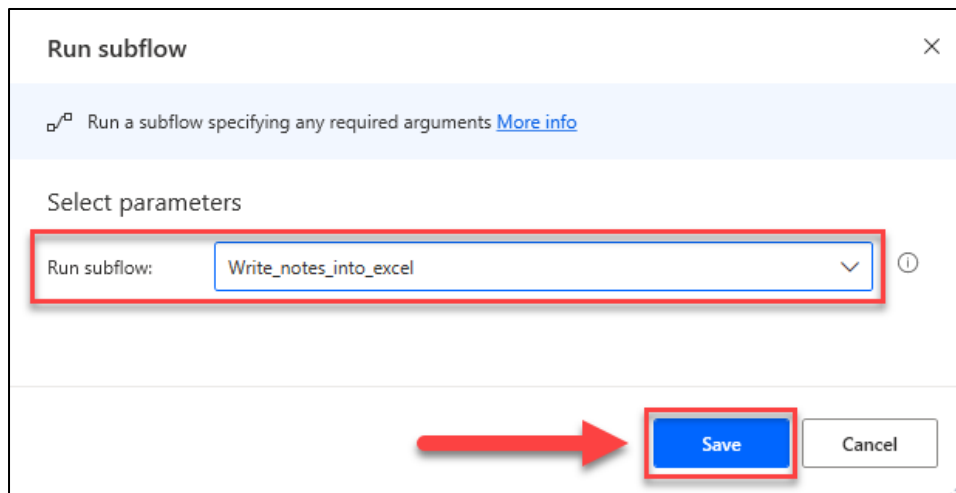 Run subflow
Run a subflow specifying any required arguments More info
Select parameters
Run subflow: Write_notes_into_excel
Save Cancel